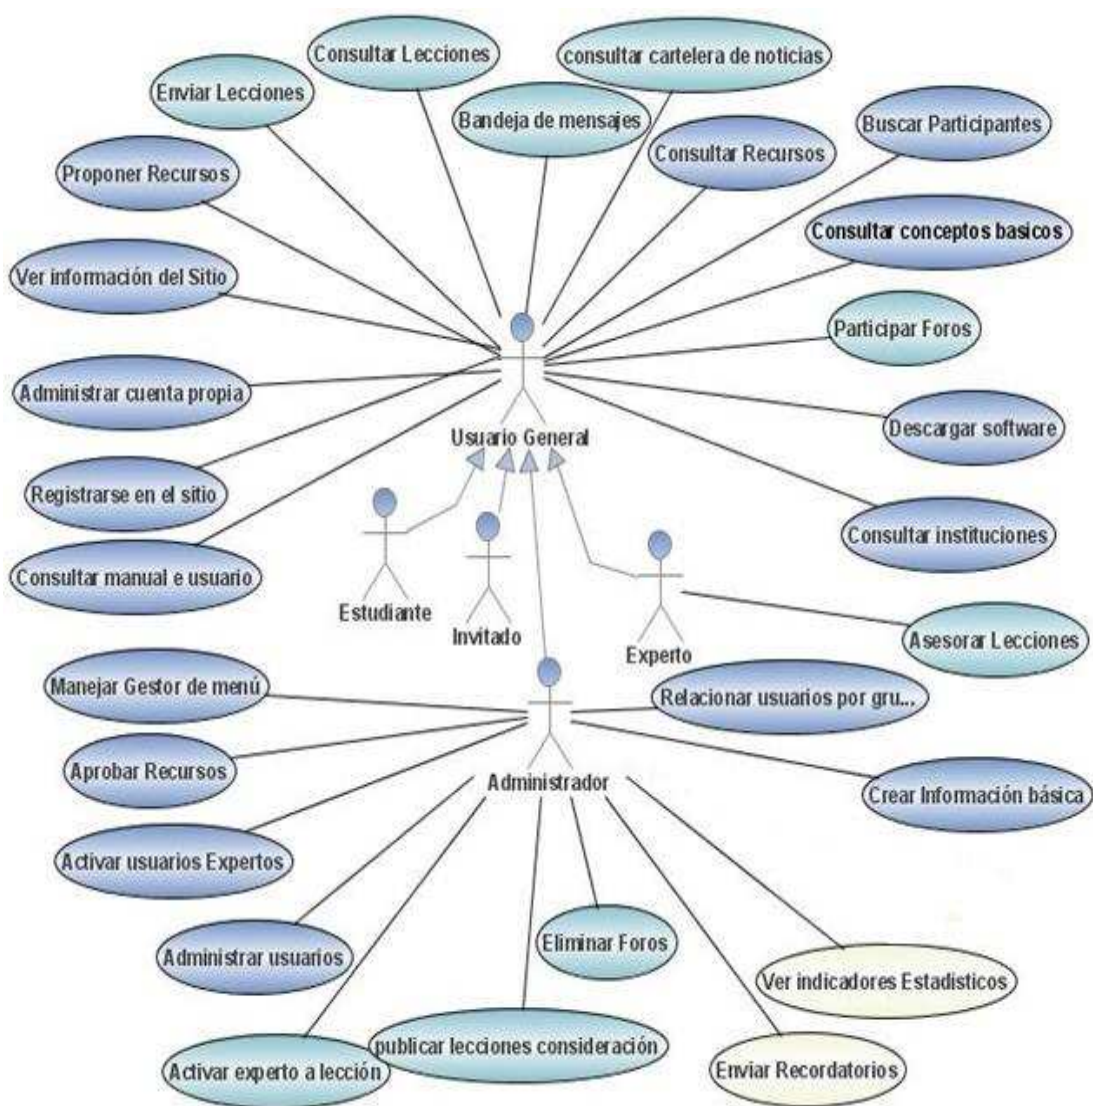 Consultar Lecciones
consultar cartelera de noticias
Enviar Lecciones
Bandeja de mensajes
Buscar Participantes
Consultar Recursos
Proponer Recursos
Consultar conceptos basicos
Ver información del Sitio
Participar Foros
Administrar cuenta propia
Descargar software
Usuario General
Registrarse en el sitio
Consultar instituciones
Consultar manual e usuario
Estudiante
Invitado
Experto
Asesorar Lecciones
Manejar Gestor de menú
Relacionar usuarios por gru...
Aprobar Recursos
Administrador
Crear Información básica
Activar usuarios Expertos
Eliminar Foros
Administrar usuarios
Ver indicadores Estadisticos
publicar lecciones consideración
Activar experto a lección
Enviar Recordatorios